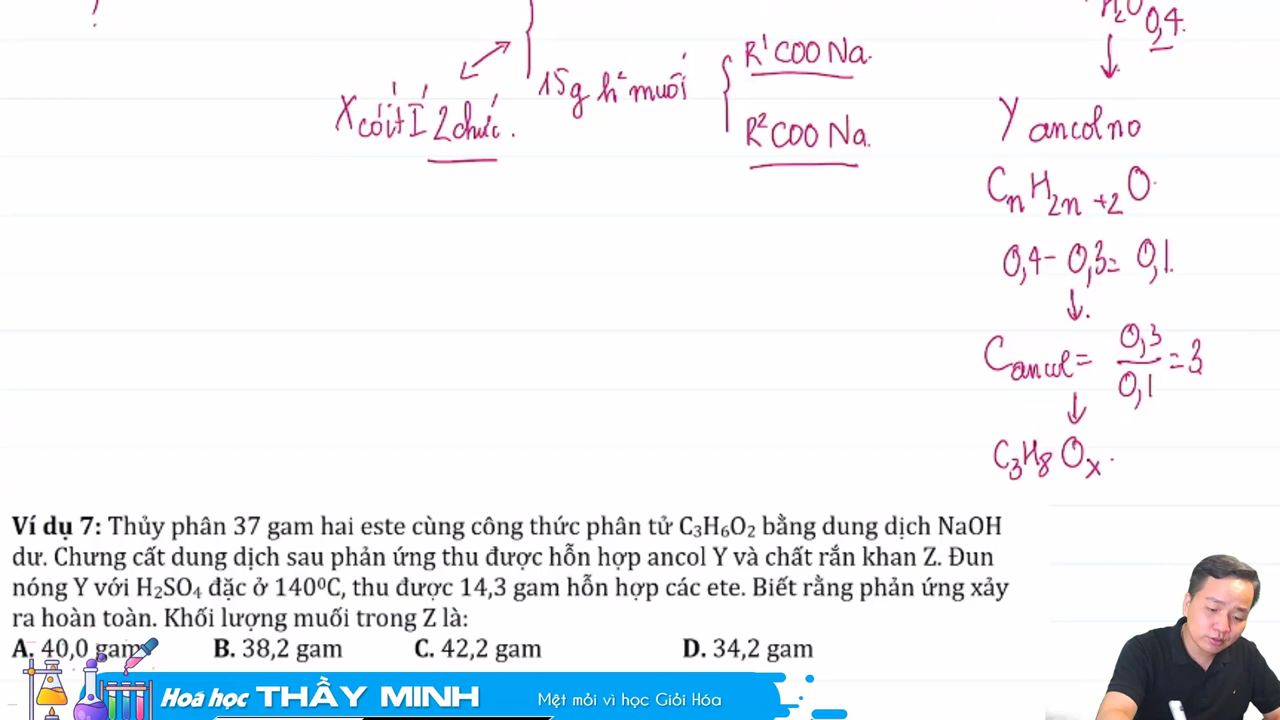 H₂O 0,4.
X có ít I 2 chức.
15g h² muối
R¹COONa.
R²COONa.
Y ancol no
CnH2n+2O
0,4 - 0,3 = 0,1.
Cancol = 0,3 / 0,1 = 3
C₃H₈Oₓ.
Ví dụ 7: Thủy phân 37 gam hai este cùng công thức phân tử C₃H₆O₂ bằng dung dịch NaOH
dư. Chưng cất dung dịch sau phản ứng thu được hỗn hợp ancol Y và chất rắn khan Z. Đun
nóng Y với H₂SO₄ đặc ở 140⁰C, thu được 14,3 gam hỗn hợp các ete. Biết rằng phản ứng xảy
ra hoàn toàn. Khối lượng muối trong Z là:
A. 40,0 gam B. 38,2 gam C. 42,2 gam D. 34,2 gam
Hoá học THẦY MINH Mệt mỏi vì học Giỏi Hóa